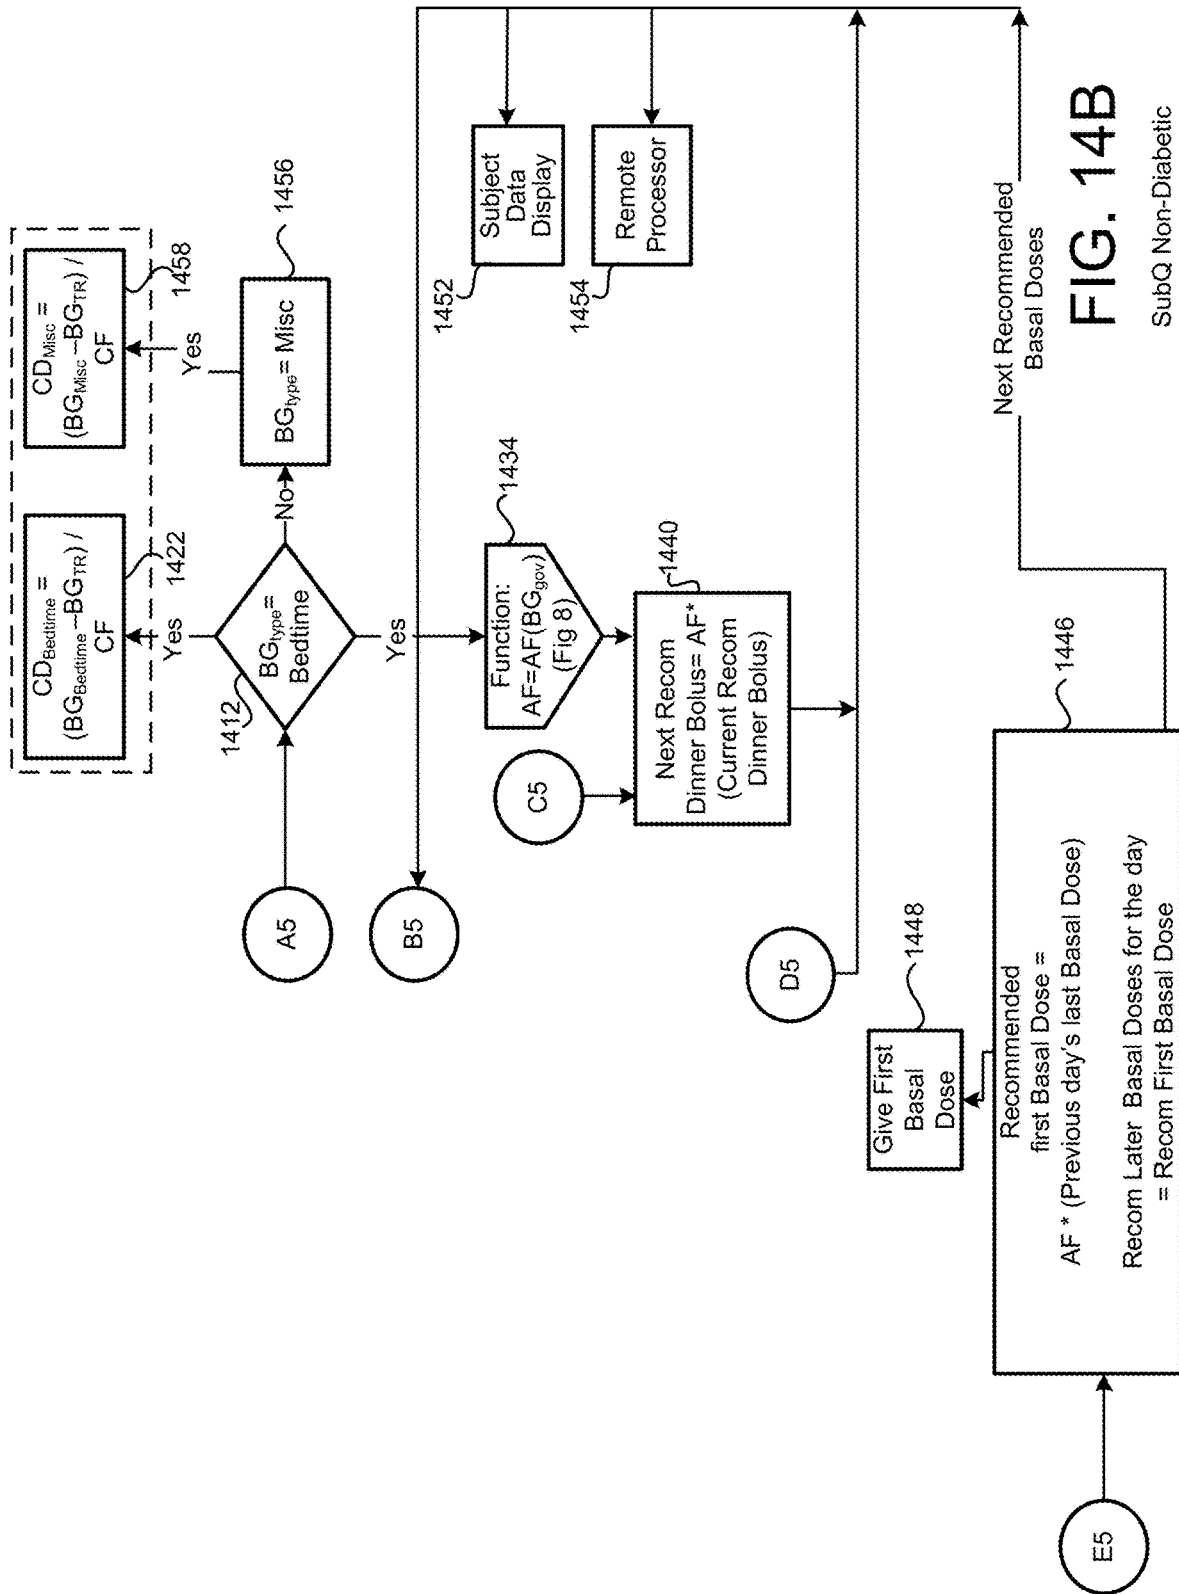 CD_Bedtime =
(BG_Bedtime --BG_TR) /
CF
1422
CD_Misc =
(BG_Misc --BG_TR) /
CF
1458
Yes
Yes
1412
BG_type=
Bedtime
No
BG_type= Misc
1456
A5
Yes
B5
C5
Function:
AF=AF(BG_gov)
(Fig 8)
1434
1452
Subject
Data
Display
Next Recom
Dinner Bolus= AF*
(Current Recom
Dinner Bolus)
1440
1454
Remote
Processor
D5
Give First
Basal
Dose
1448
E5
Recommended
first Basal Dose =
AF * (Previous day's last Basal Dose)
Recom Later Basal Doses for the day
= Recom First Basal Dose
1446
Next Recommended
Basal Doses
FIG. 14B
SubQ Non-Diabetic